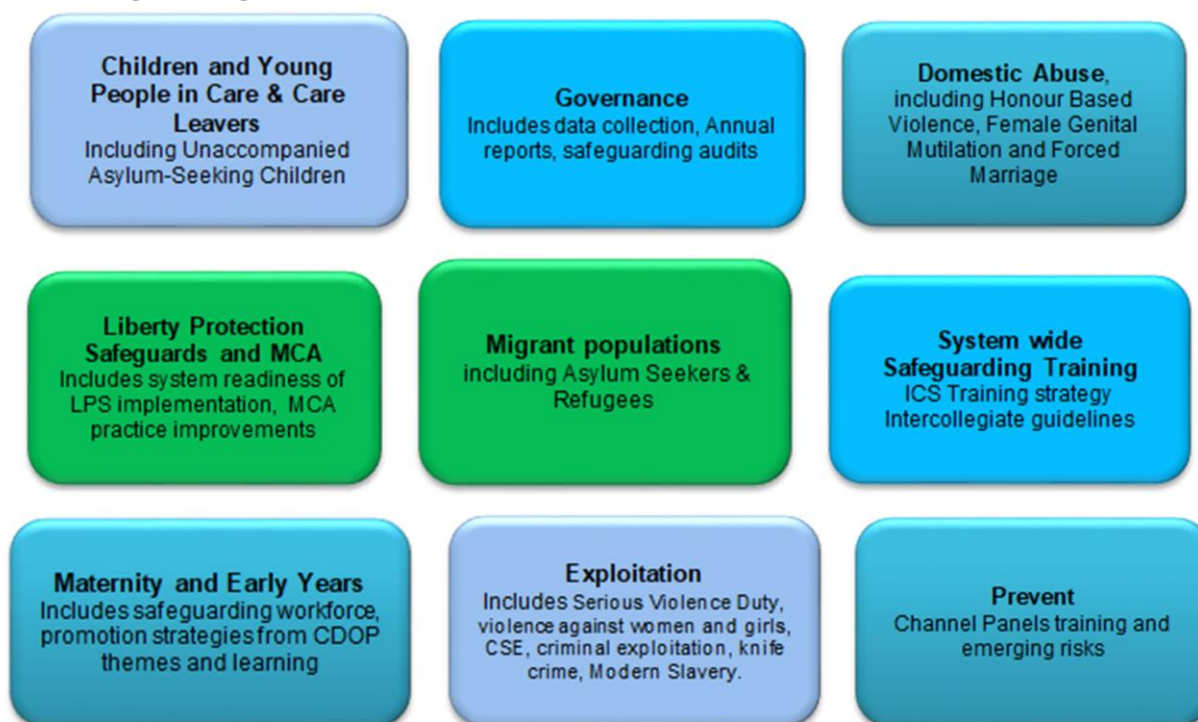 Children and Young
People in Care & Care
Leavers
Including Unaccompanied
Asylum-Seeking Children
Governance
Includes data collection, Annual
reports, safeguarding audits
Domestic Abuse,
including Honour Based
Violence, Female Genital
Mutilation and Forced
Marriage
Liberty Protection
Safeguards and MCA
Includes system readiness of
LPS implementation, MCA
practice improvements
Migrant populations
including Asylum Seekers &
Refugees
System wide
Safeguarding Training
ICS Training strategy
Intercollegiate guidelines
Maternity and Early Years
Includes safeguarding workforce,
promotion strategies from CDOP
themes and learning
Exploitation
Includes Serious Violence Duty,
violence against women and girls,
CSE, criminal exploitation, knife
crime, Modern Slavery.
Prevent
Channel Panels training and
emerging risks